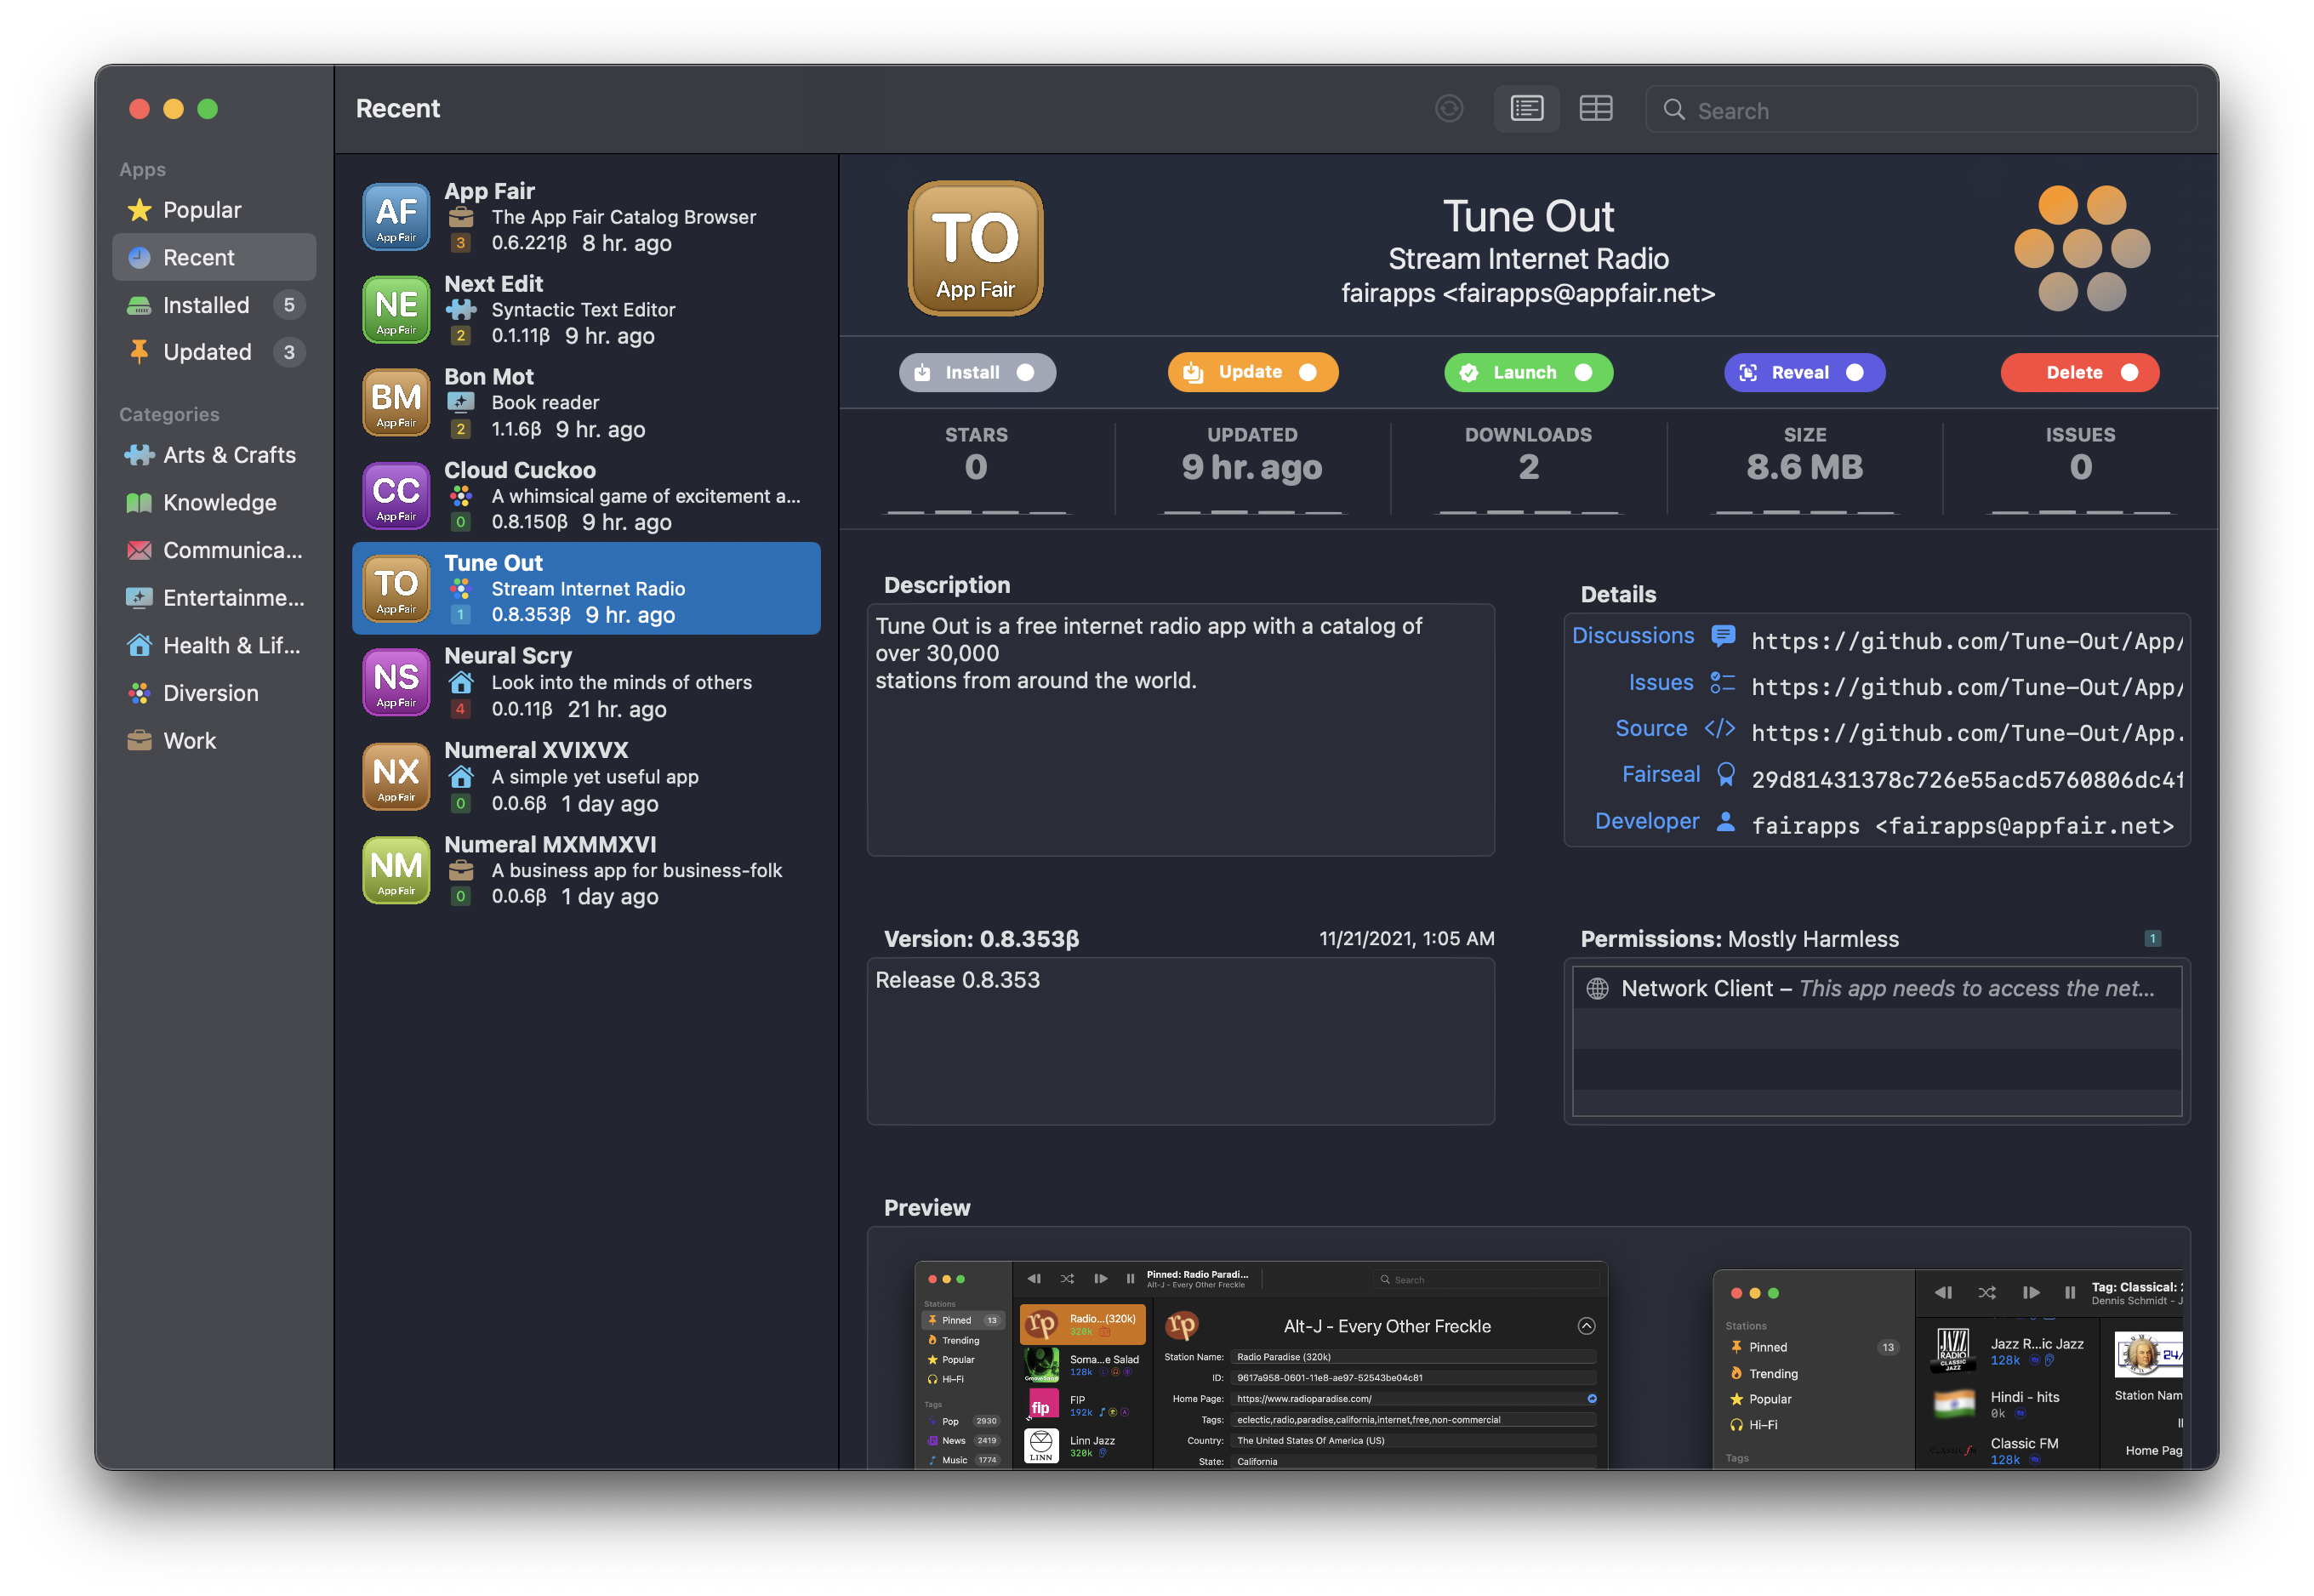 Recent
Search
Apps
Popular
Recent
Installed 5
Updated 3
Categories
Arts & Crafts
Knowledge
Communica...
Entertainme...
Health & Lif...
Diversion
Work
AF
App Fair
App Fair
The App Fair Catalog Browser
3 0.6.221β 8 hr. ago
NE
App Fair
Next Edit
Syntactic Text Editor
2 0.1.11β 9 hr. ago
BM
App Fair
Bon Mot
Book reader
2 1.1.6β 9 hr. ago
CC
App Fair
Cloud Cuckoo
A whimsical game of excitement a...
0 0.8.150β 9 hr. ago
TO
App Fair
Tune Out
Stream Internet Radio
1 0.8.353β 9 hr. ago
NS
App Fair
Neural Scry
Look into the minds of others
4 0.0.11β 21 hr. ago
NX
App Fair
Numeral XVIXVX
A simple yet useful app
0 0.0.6β 1 day ago
NM
App Fair
Numeral MXMMXVI
A business app for business-folk
0 0.0.6β 1 day ago
TO
App Fair
Tune Out
Stream Internet Radio
fairapps <fairapps@appfair.net>
Install
Update
Launch
Reveal
Delete
STARS
0
UPDATED
9 hr. ago
DOWNLOADS
2
SIZE
8.6 MB
ISSUES
0
Description
Tune Out is a free internet radio app with a catalog of
over 30,000
stations from around the world.
Details
Discussions https://github.com/Tune-Out/App/
Issues https://github.com/Tune-Out/App/
Source </> https://github.com/Tune-Out/App.
Fairseal 29d81431378c726e55acd5760806dc4f
Developer fairapps <fairapps@appfair.net>
Version: 0.8.353β 11/21/2021, 1:05 AM
Release 0.8.353
Permissions: Mostly Harmless 1
Network Client – This app needs to access the net...
Preview
Pinned: Radio Paradi...
Alt-J - Every Other Freckle
Search
Stations
Pinned 13
Trending
Popular
Hi-Fi
Tags
Pop 2930
News 2419
Music 1774
rp
Radio...(320k)
320k
GrooveSalad
Soma...e Salad
128k
fip
FIP
192k
LINN
Linn Jazz
320k
rp
Alt-J - Every Other Freckle
Station Name: Radio Paradise (320k)
ID: 9617a958-0601-11e8-ae97-52543be04c81
Home Page: https://www.radioparadise.com/
Tags: eclectic,radio,paradise,california,internet,free,non-commercial
Country: The United States Of America (US)
State: California
Tag: Classical: 2
Dennis Schmidt - J
Stations
Pinned 13
Trending
Popular
Hi-Fi
Tags
JAZZ
RADIO
CLASSIC
JAZZ
Jazz R...ic Jazz
128k
Hindi - hits
0k
Classic FM
128k
24/
Station Nam
Home Pag